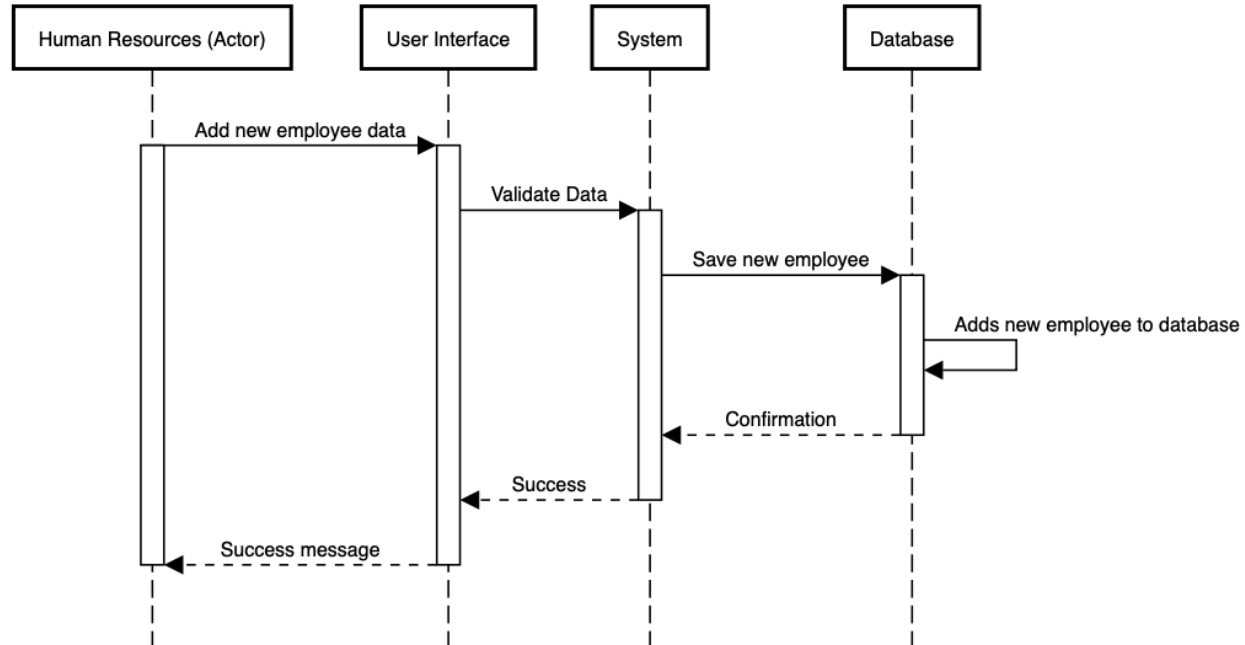 Human Resources (Actor)
User Interface
System
Database
Add new employee data
Validate Data
Save new employee
Adds new employee to database
Confirmation
Success
Success message